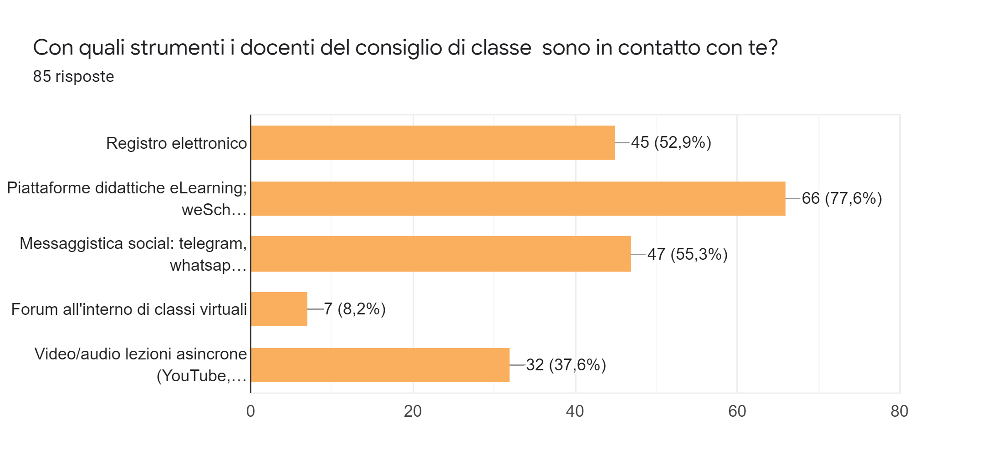 Con quali strumenti i docenti del consiglio di classe  sono in contatto con te?
85 risposte
Registro elettronico
45 (52,9%)
Piattaforme didattiche eLearning;
weSch…
66 (77,6%)
Messaggistica social: telegram,
whatsap…
47 (55,3%)
Forum all'interno di classi virtuali
7 (8,2%)
Video/audio lezioni asincrone
(YouTube,…
32 (37,6%)
0 20 40 60 80